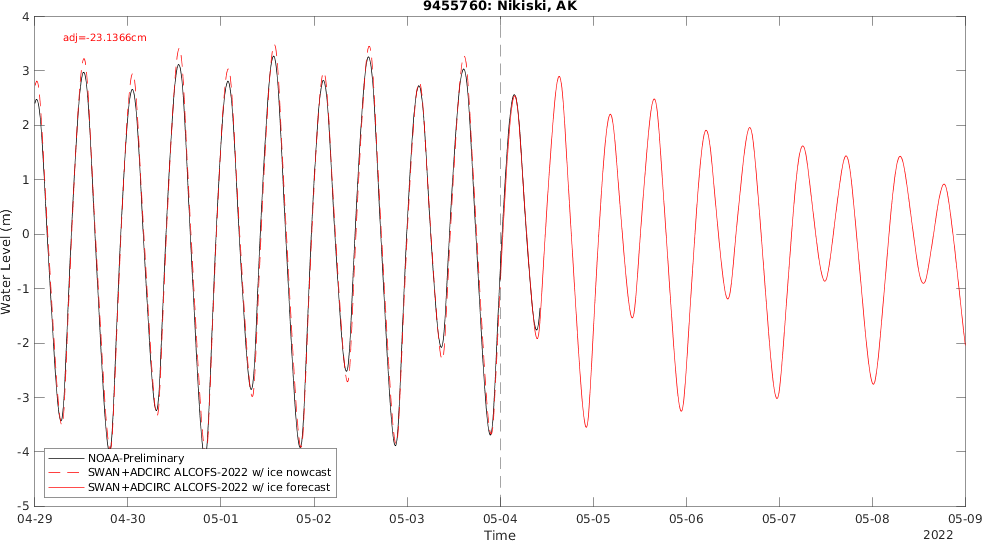 9455760: Nikiski, AK
adj=-23.1366cm
Water Level (m)
4
3
2
1
0
-1
-2
-3
-4
-5
NOAA-Preliminary
SWAN+ADCIRC ALCOFS-2022 w/ ice nowcast
SWAN+ADCIRC ALCOFS-2022 w/ ice forecast
04-29 04-30 05-01 05-02 05-03 05-04 05-05 05-06 05-07 05-08 05-09
Time
2022